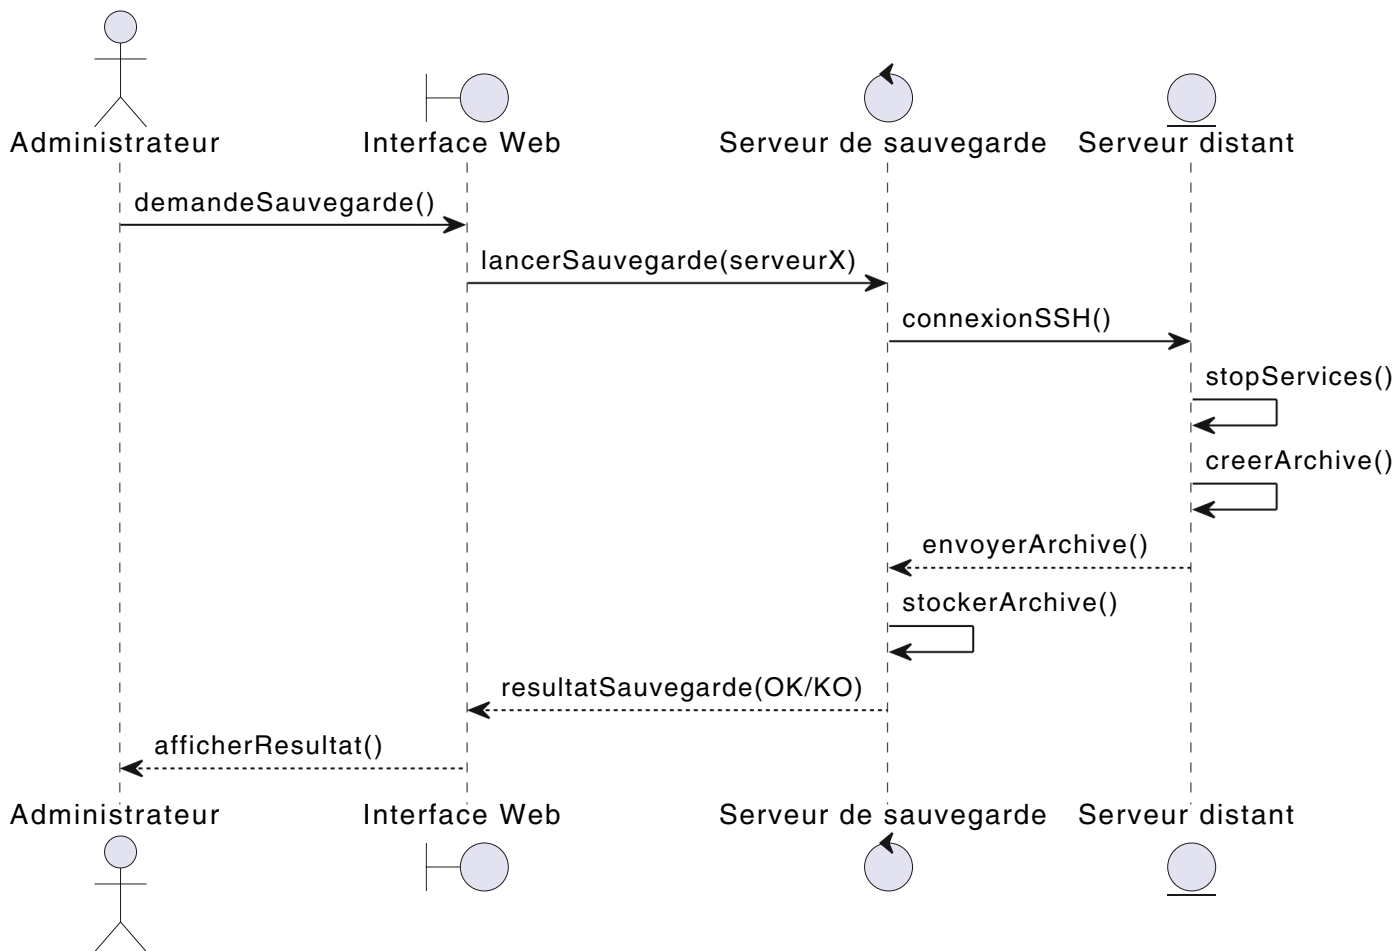 Administrateur
Interface Web
Serveur de sauvegarde
Serveur distant
demandeSauvegarde()
lancerSauvegarde(serveurX)
connexionSSH()
stopServices()
creerArchive()
envoyerArchive()
stockerArchive()
resultatSauvegarde(OK/KO)
afficherResultat()
Administrateur
Interface Web
Serveur de sauvegarde
Serveur distant